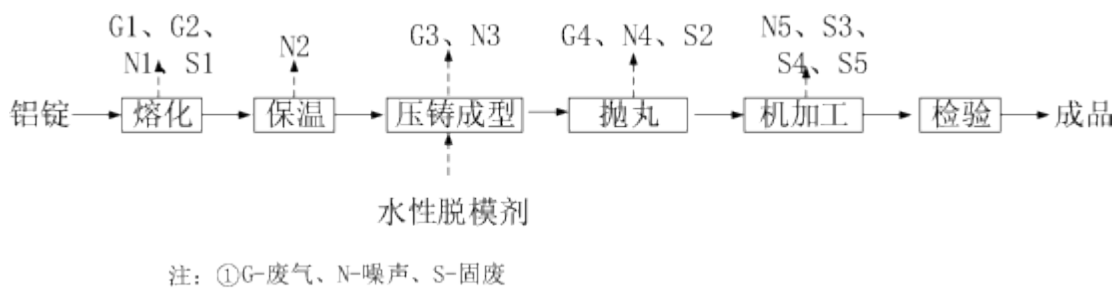 G1、G2、
N1、S1
N2
G3、N3
G4、N4、S2
N5、S3、
S4、S5
铝锭
熔化
保温
压铸成型
抛丸
机加工
检验
成品
水性脱模剂
注：①G-废气、N-噪声、S-固废